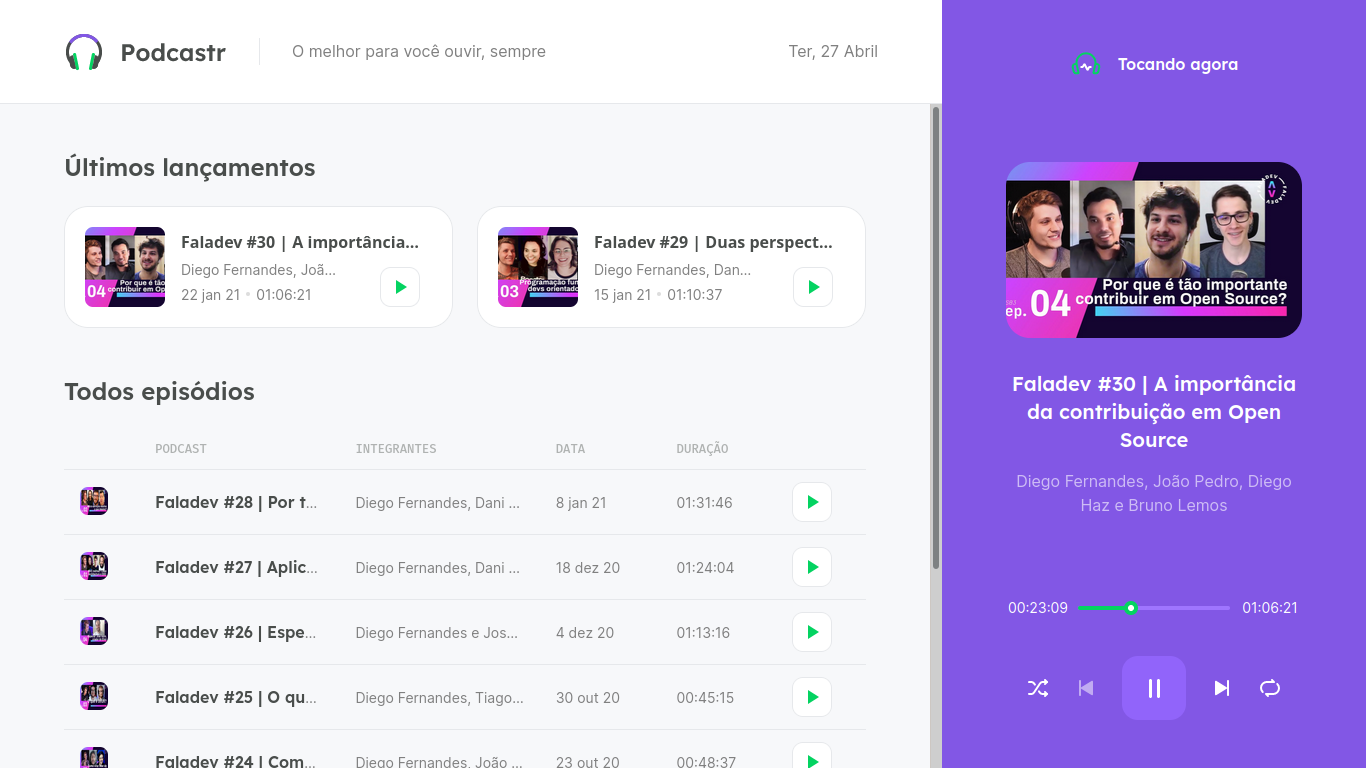 Podcastr
O melhor para você ouvir, sempre
Ter, 27 Abril
Últimos lançamentos
Faladev #30 | A importância...
Diego Fernandes, Joã...
22 jan 21 • 01:06:21
04
Por que é tão
contribuir em Op
Faladev #29 | Duas perspect...
Diego Fernandes, Dan...
15 jan 21 • 01:10:37
03
Programação fun
devs orientado
Todos episódios
PODCAST INTEGRANTES DATA DURAÇÃO
Faladev #28 | Por t... Diego Fernandes, Dani ... 8 jan 21 01:31:46
Faladev #27 | Aplic... Diego Fernandes, Dani ... 18 dez 20 01:24:04
Faladev #26 | Espe... Diego Fernandes e Jos... 4 dez 20 01:13:16
Faladev #25 | O qu... Diego Fernandes, Tiago... 30 out 20 00:45:15
Faladev #24 | Com... Diego Fernandes, João ... 23 out 20 00:48:37
Tocando agora
FALADEV
ep. 04
Por que é tão importante
contribuir em Open Source?
Faladev #30 | A importância
da contribuição em Open
Source
Diego Fernandes, João Pedro, Diego
Haz e Bruno Lemos
00:23:09 01:06:21